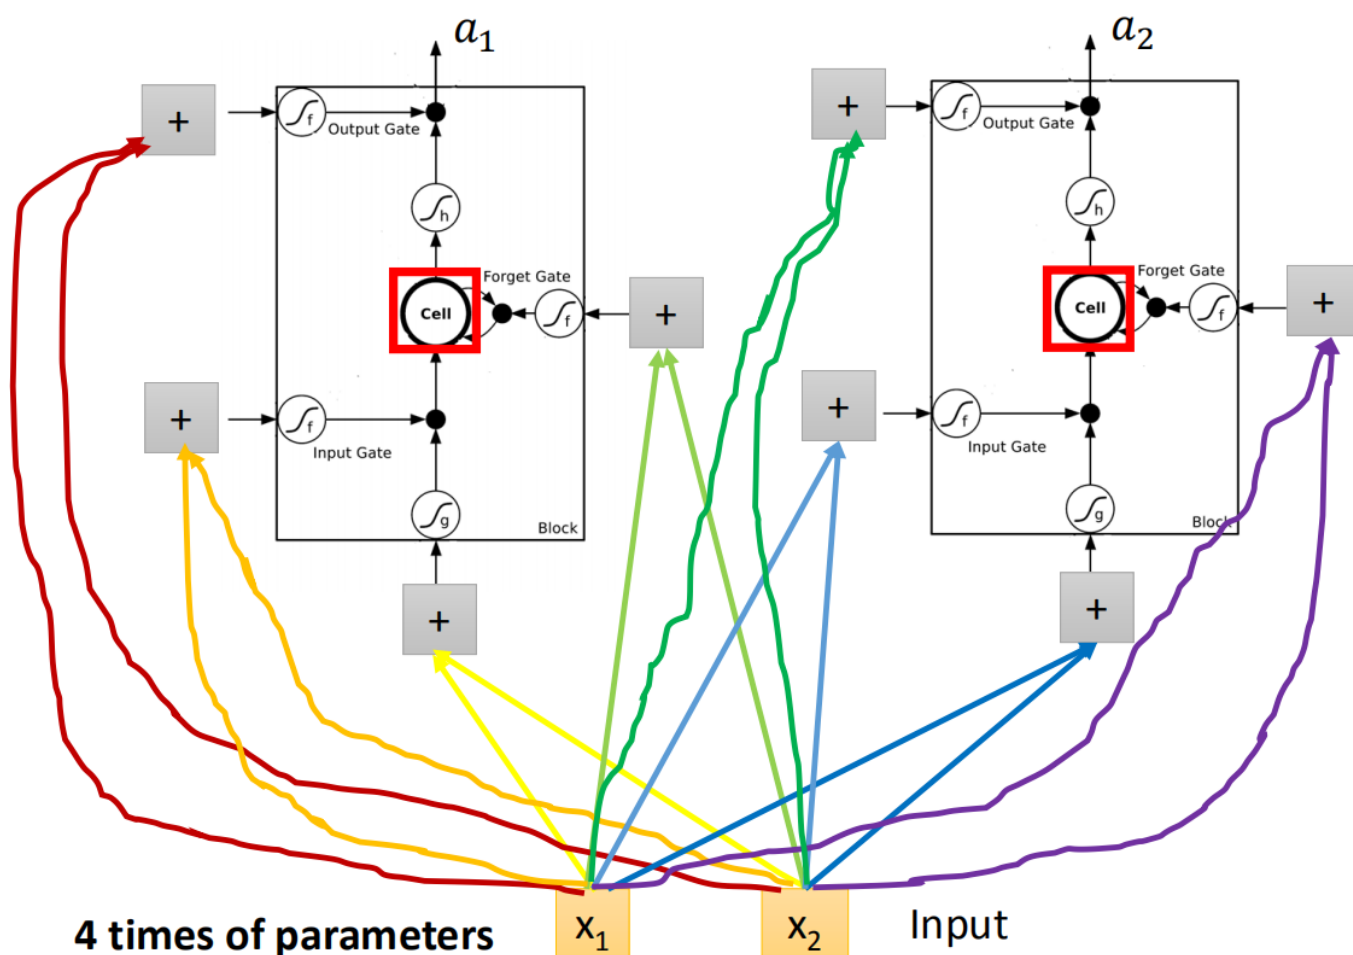 a₁
a₂
+
+
f
Output Gate
f
Output Gate
h
h
Forget Gate
Forget Gate
Cell
f
+
Cell
f
+
+
f
Input Gate
+
f
Input Gate
g
Block
g
Block
+
+
4 times of parameters
x₁
x₂
Input